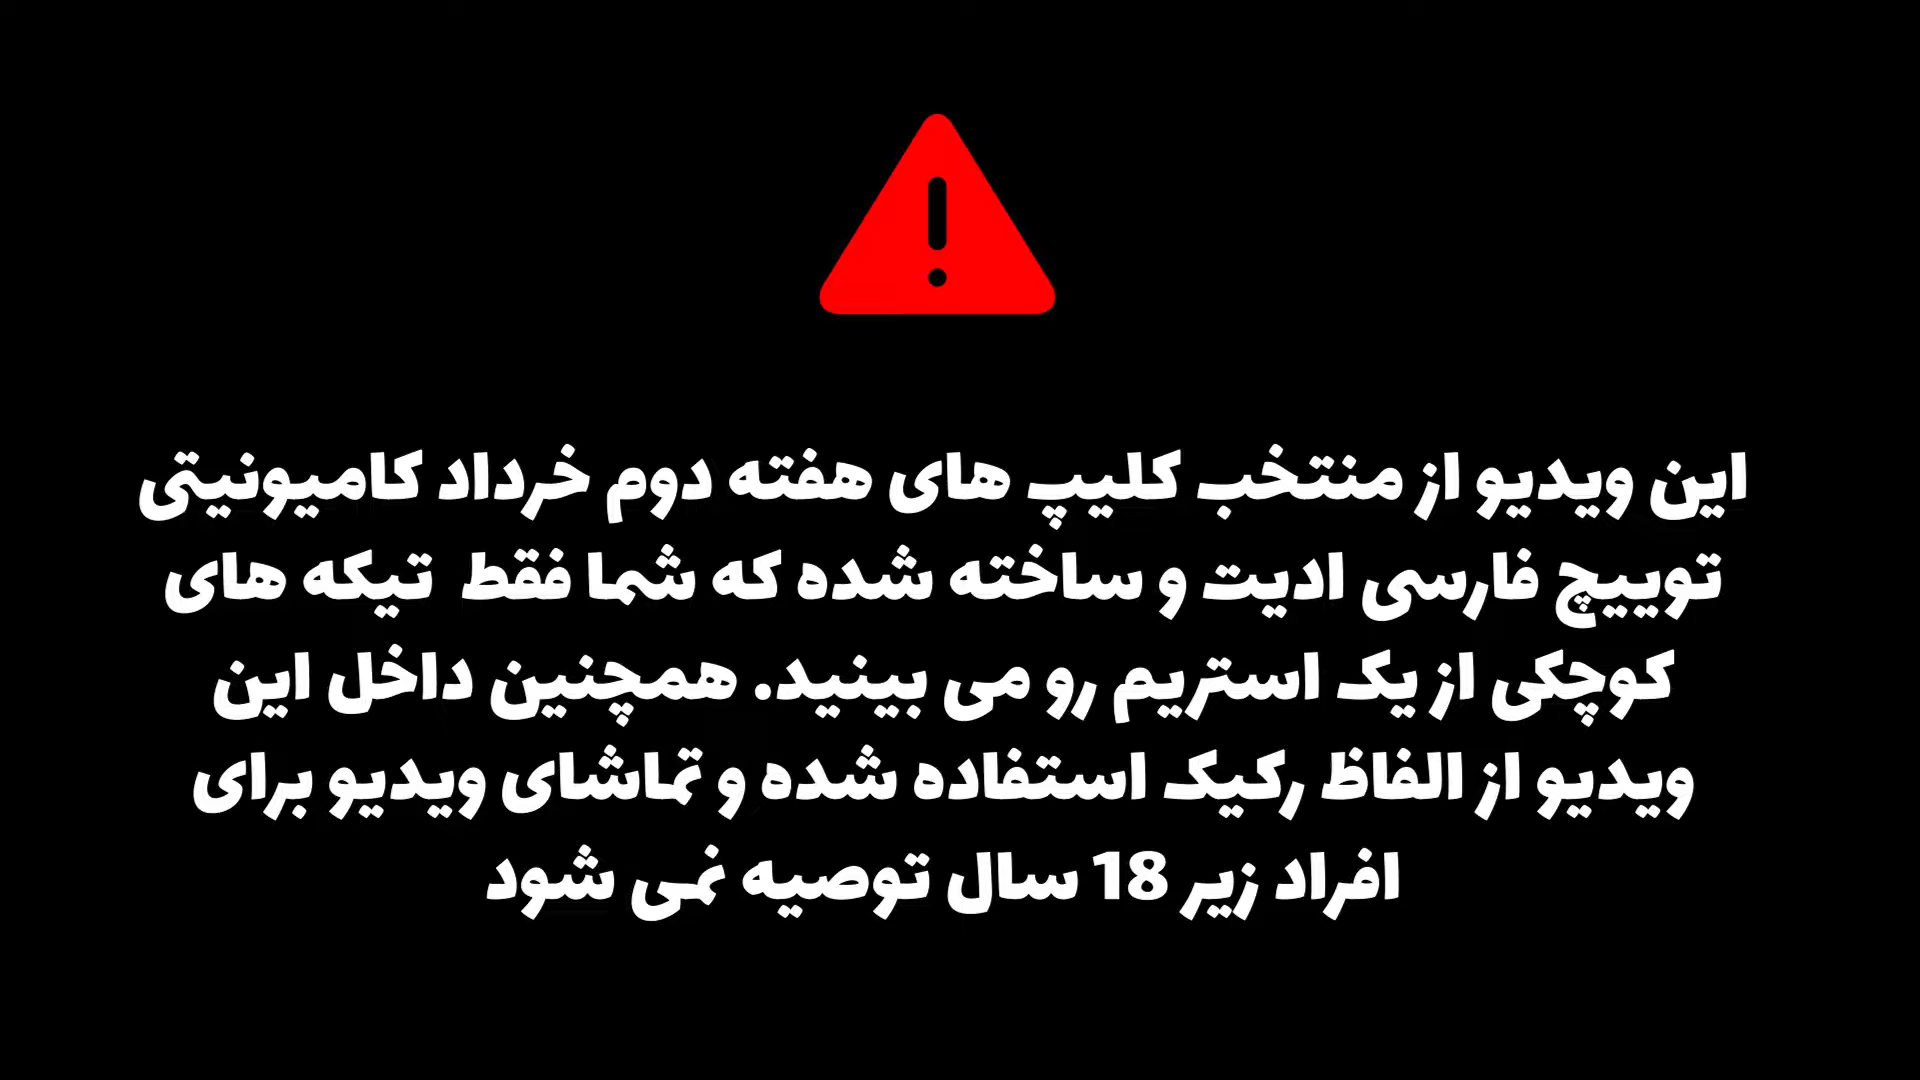 این ویدیو از منتخب کلیپ های هفته دوم خرداد کامیونیتی
توییچ فارسی ادیت و ساخته شده که شما فقط تیکه های
کوچکی از یک استریم رو می بینید. همچنین داخل این
ویدیو از الفاظ رکیک استفاده شده و تماشای ویدیو برای
افراد زیر 18 سال توصیه نمی شود